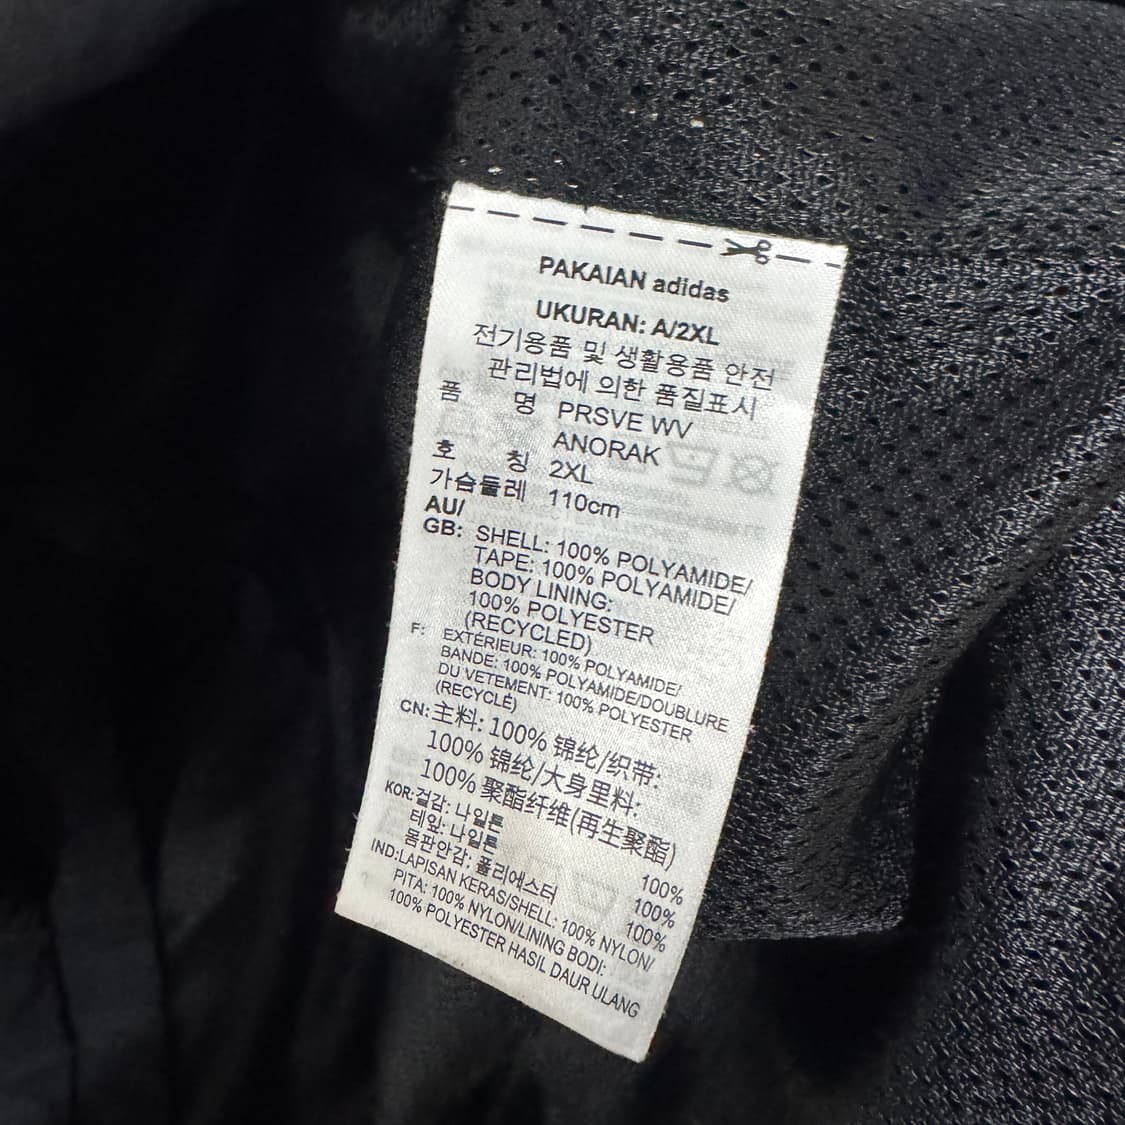 PAKAIAN adidas
UKURAN: A/2XL
전기용품 및 생활용품 안전
관리법에 의한 품질표시
품 명 PRSVE WV
ANORAK
호 칭 2XL
가슴둘레 110cm
AU/
GB: SHELL: 100% POLYAMIDE/
TAPE: 100% POLYAMIDE/
BODY LINING:
100% POLYESTER
(RECYCLED)
F: EXTÉRIEUR: 100% POLYAMIDE/
BANDE: 100% POLYAMIDE/DOUBLURE
DU VETEMENT: 100% POLYESTER
(RECYCLÉ)
CN:主料: 100% 锦纶/织带:
100% 锦纶/大身里料:
100% 聚酯纤维(再生聚酯)
KOR:겉감: 나일론 100%
테잎: 나일론 100%
몸판안감: 폴리에스터 100%
IND:LAPISAN KERAS/SHELL: 100% NYLON/
PITA: 100% NYLON/LINING BODI:
100% POLYESTER HASIL DAUR ULANG